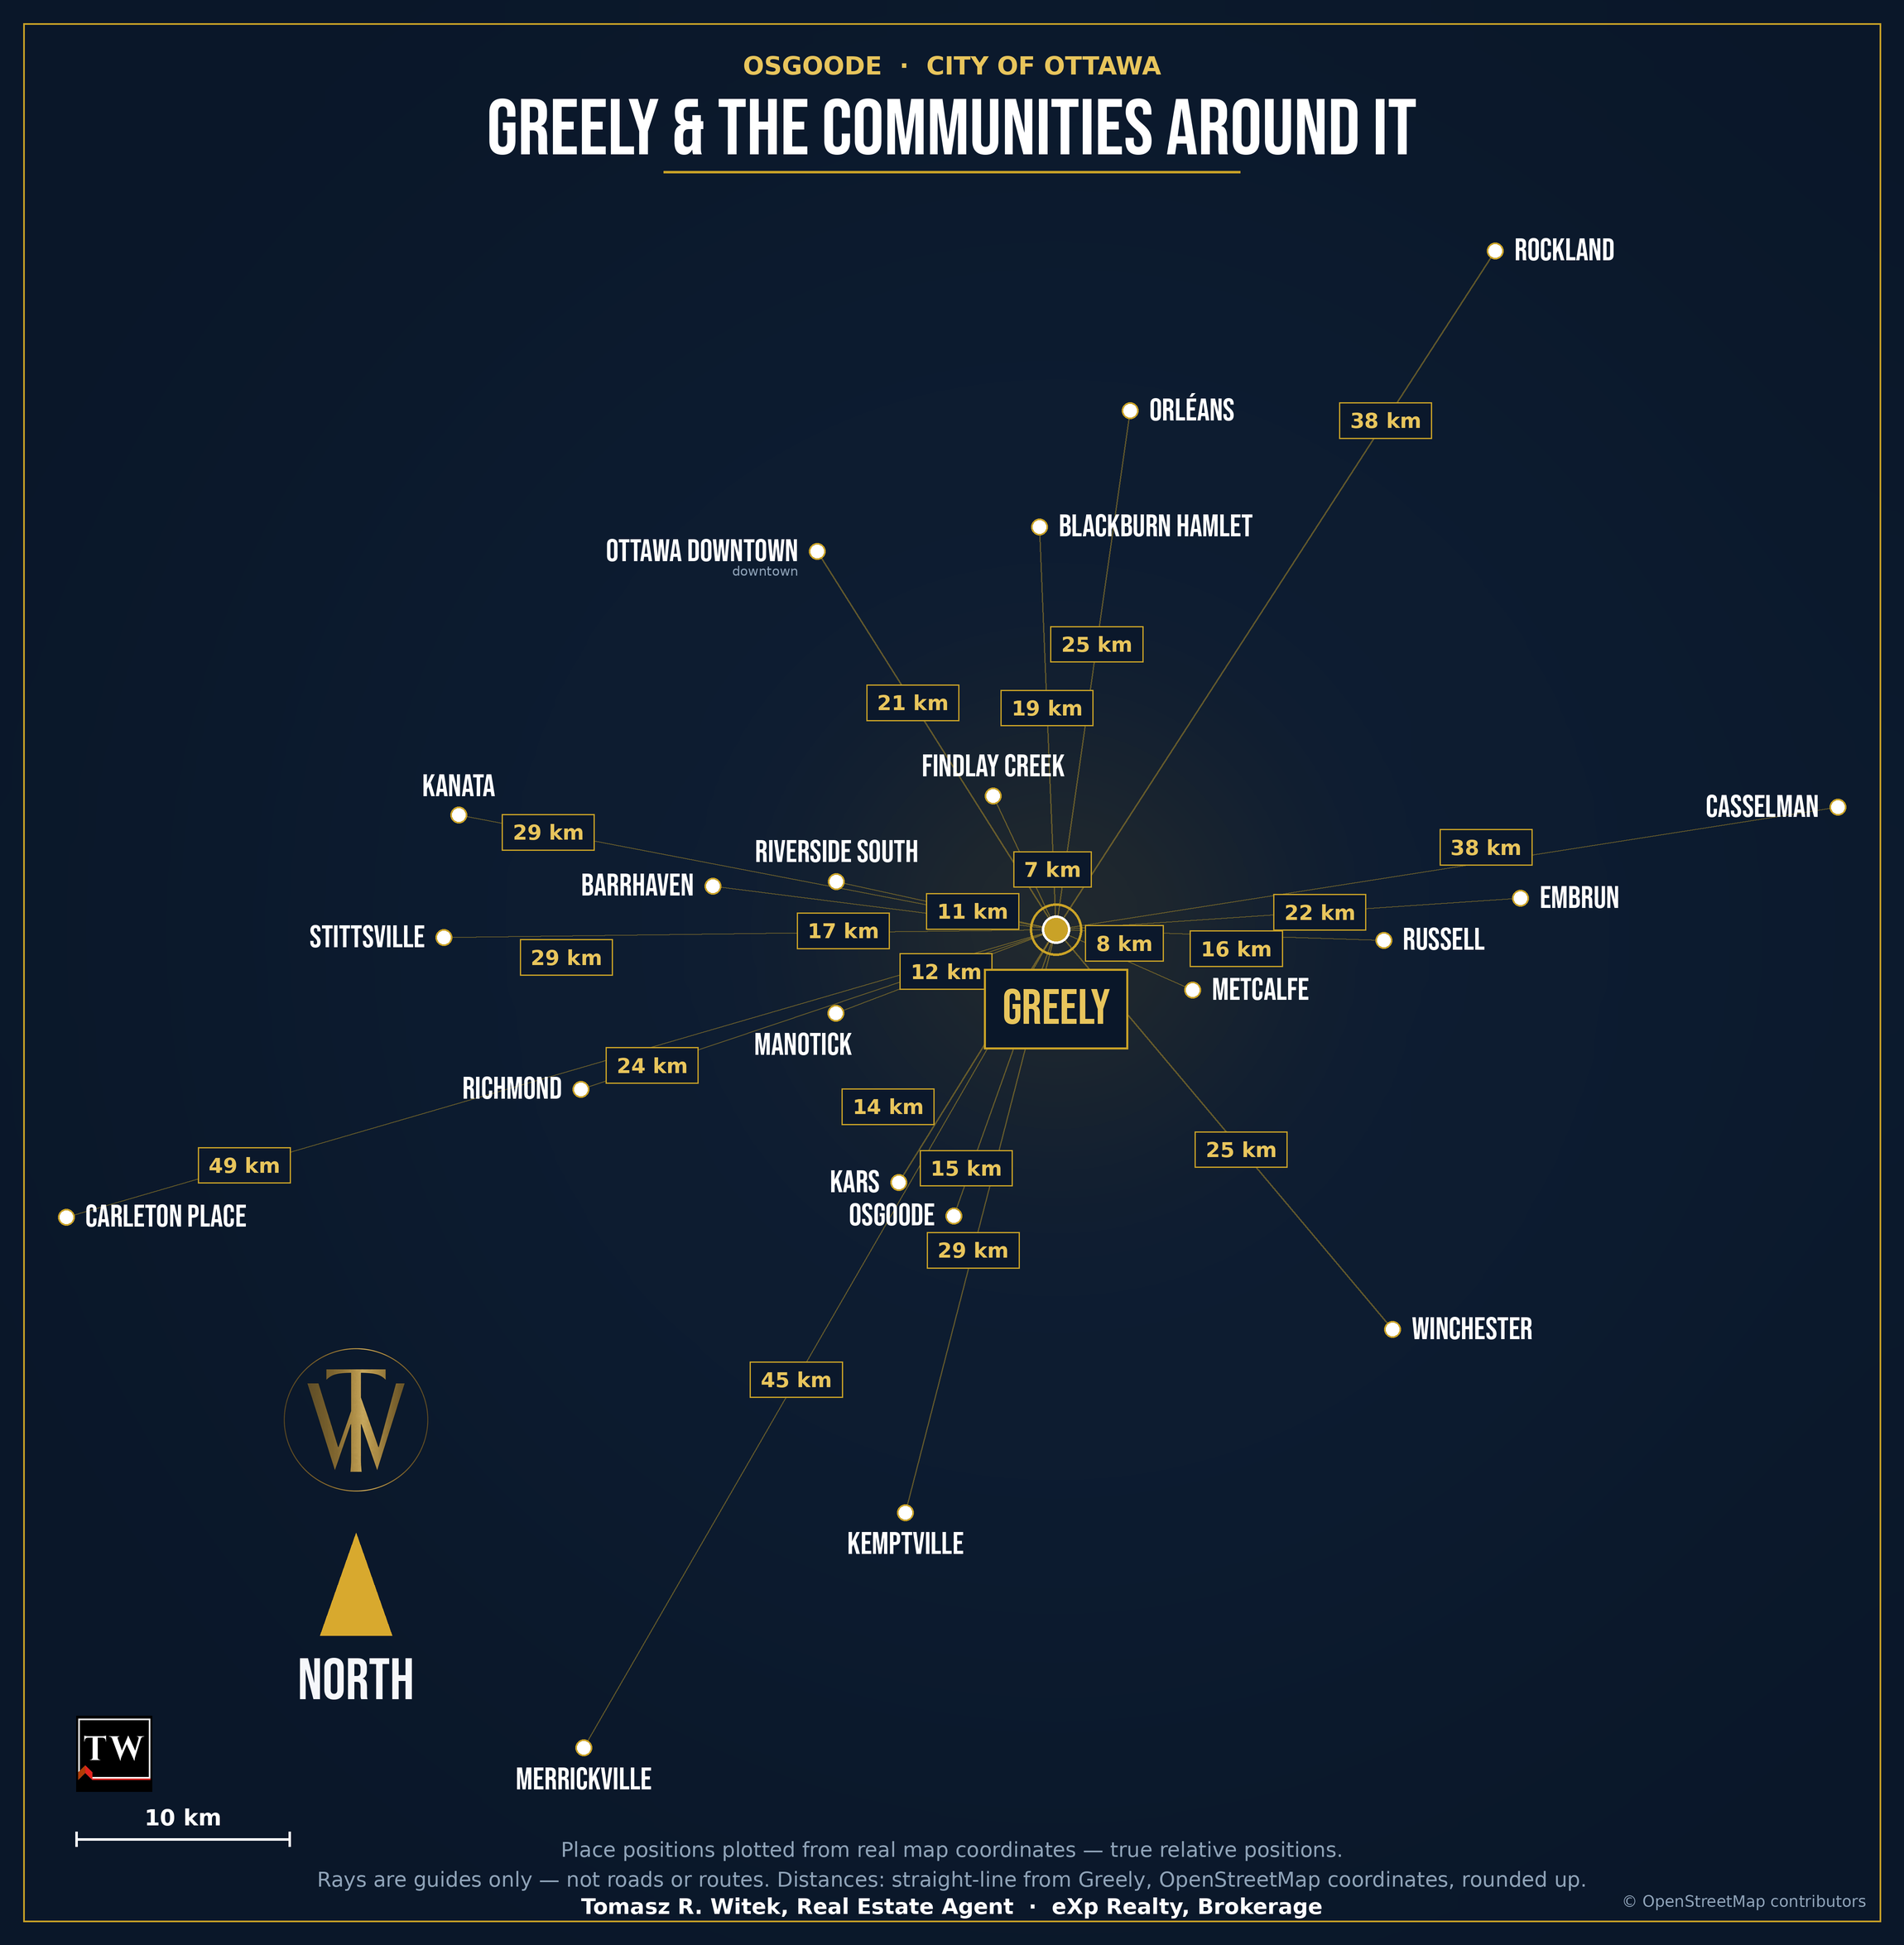 OSGOODE · CITY OF OTTAWA
GREELY & THE COMMUNITIES AROUND IT
ROCKLAND
ORLÉANS
38 km
BLACKBURN HAMLET
OTTAWA DOWNTOWN
downtown
25 km
21 km
19 km
FINDLAY CREEK
KANATA
CASSELMAN
29 km
38 km
RIVERSIDE SOUTH
7 km
BARRHAVEN
EMBRUN
11 km
22 km
17 km
STITTSVILLE
RUSSELL
8 km
16 km
29 km
12 km
METCALFE
GREELY
MANOTICK
24 km
RICHMOND
14 km
25 km
49 km
15 km
KARS
CARLETON PLACE
OSGOODE
29 km
WINCHESTER
45 km
TW
KEMPTVILLE
NORTH
TW
MERRICKVILLE
10 km
Place positions plotted from real map coordinates — true relative positions.
Rays are guides only — not roads or routes. Distances: straight-line from Greely, OpenStreetMap coordinates, rounded up.
Tomasz R. Witek, Real Estate Agent · eXp Realty, Brokerage
© OpenStreetMap contributors